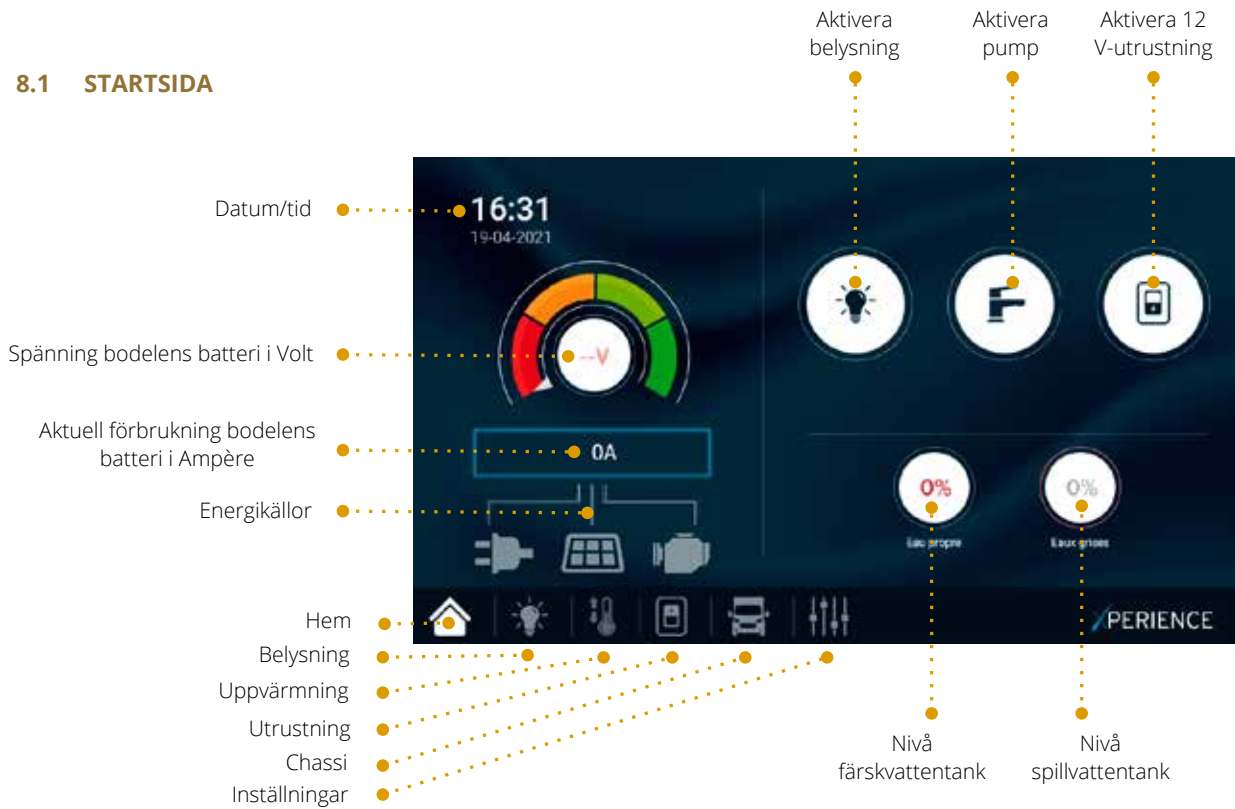 Aktivera
belysning
Aktivera
pump
Aktivera 12
V-utrustning
8.1 STARTSIDA
Datum/tid
16:31
19-04-2021
Spänning bodelens batteri i Volt
--V
Aktuell förbrukning bodelens
batteri i Ampère
0A
Energikällor
0%
0%
Eau propre
Eaux grises
XPERIENCE
Hem
Belysning
Uppvärmning
Utrustning
Chassi
Inställningar
Nivå
färskvattentank
Nivå
spillvattentank